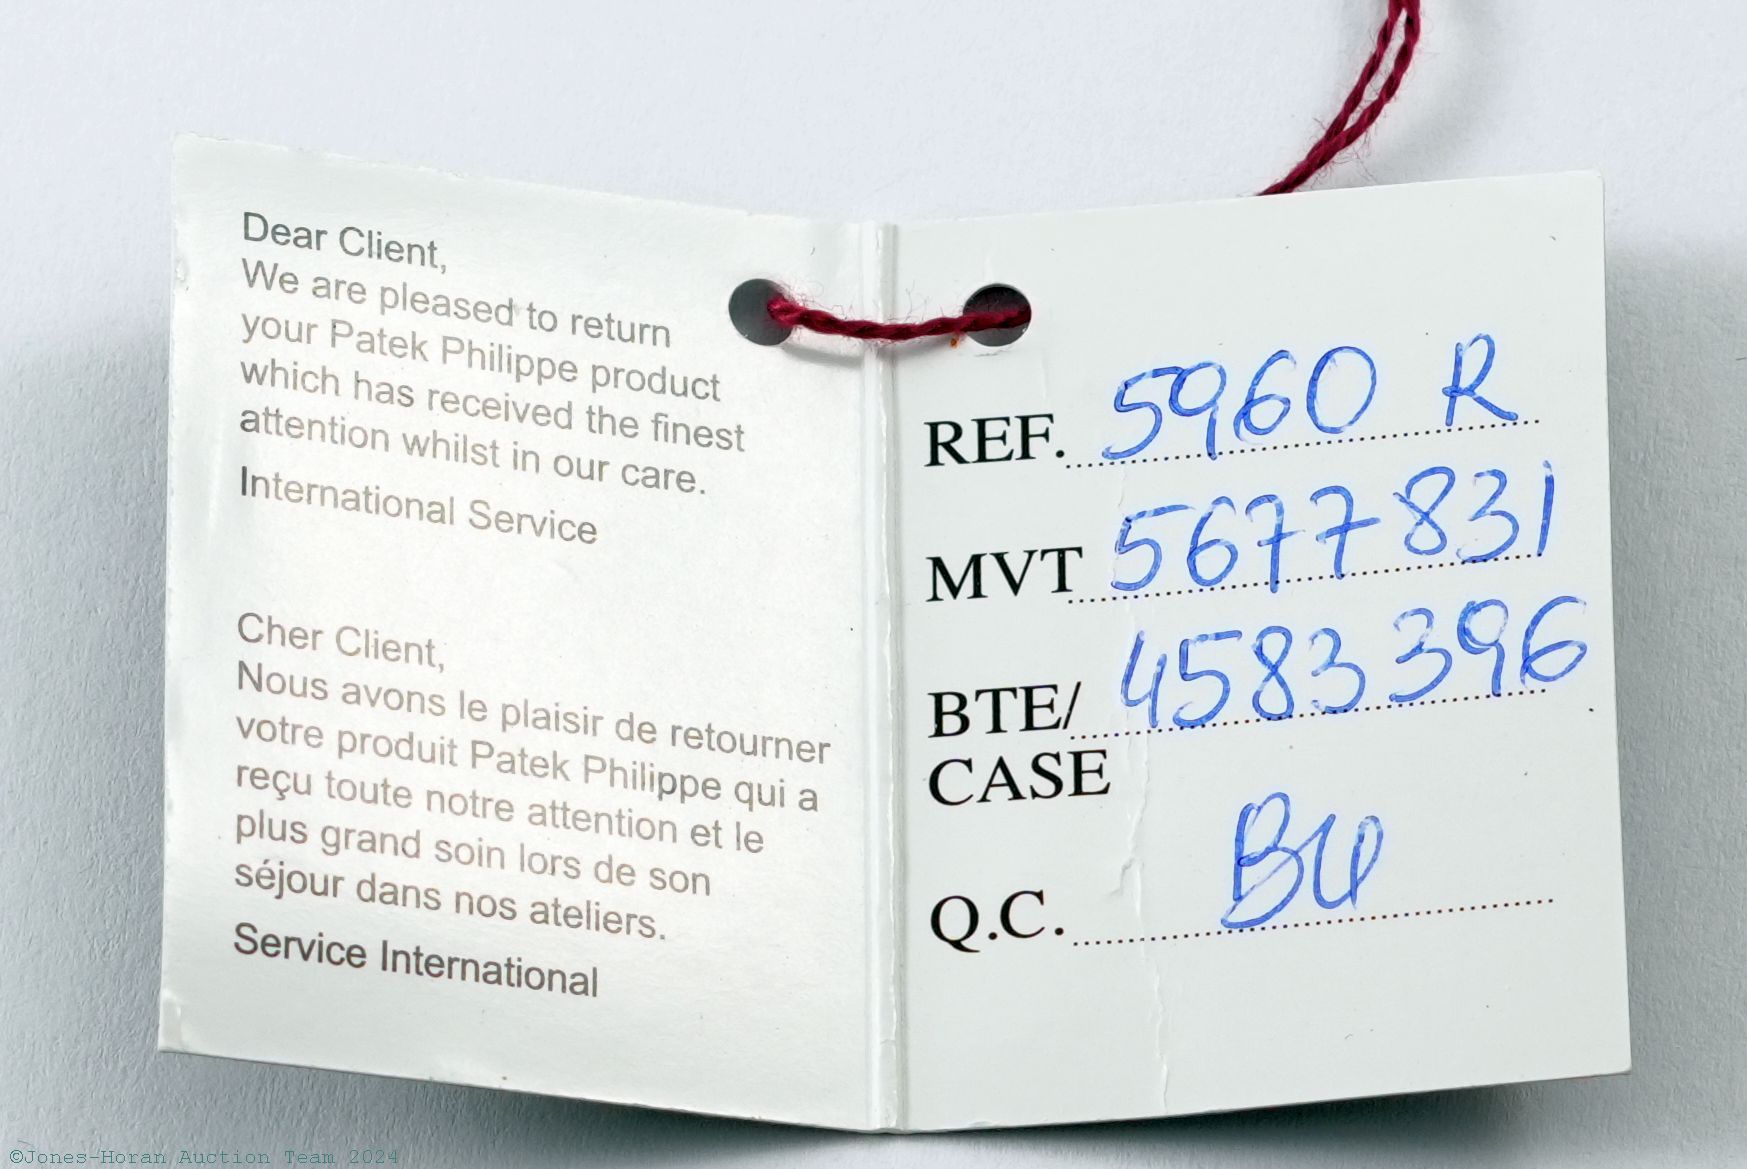 Dear Client,
We are pleased to return
your Patek Philippe product
which has received the finest
attention whilst in our care.
International Service
Cher Client,
Nous avons le plaisir de retourner
votre produit Patek Philippe qui a
reçu toute notre attention et le
plus grand soin lors de son
séjour dans nos ateliers.
Service International
REF. 5960 R
MVT 5677831
BTE/ 4583396
CASE
Q.C.
©Jones-Horan Auction Team 2024